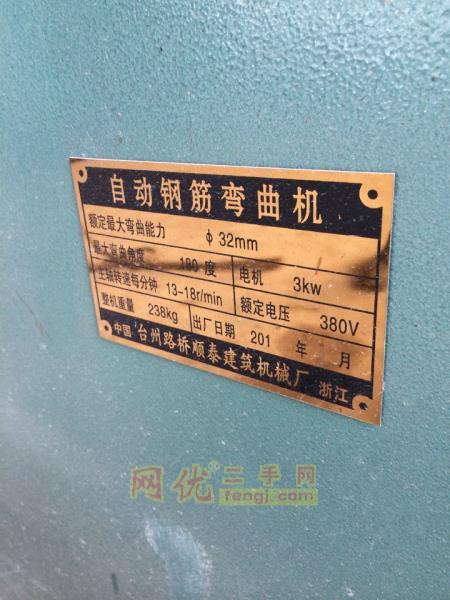 自动钢筋弯曲机
额定最大弯曲能力 ф 32mm
最大弯曲角度 180 度 电机 3kw
主轴转速每分钟 13-18r/min 额定电压 380V
整机重量 238kg 出厂日期 201 年 月
中国 台州路桥顺泰建筑机械厂 浙江
网优®二手网
fengj.com